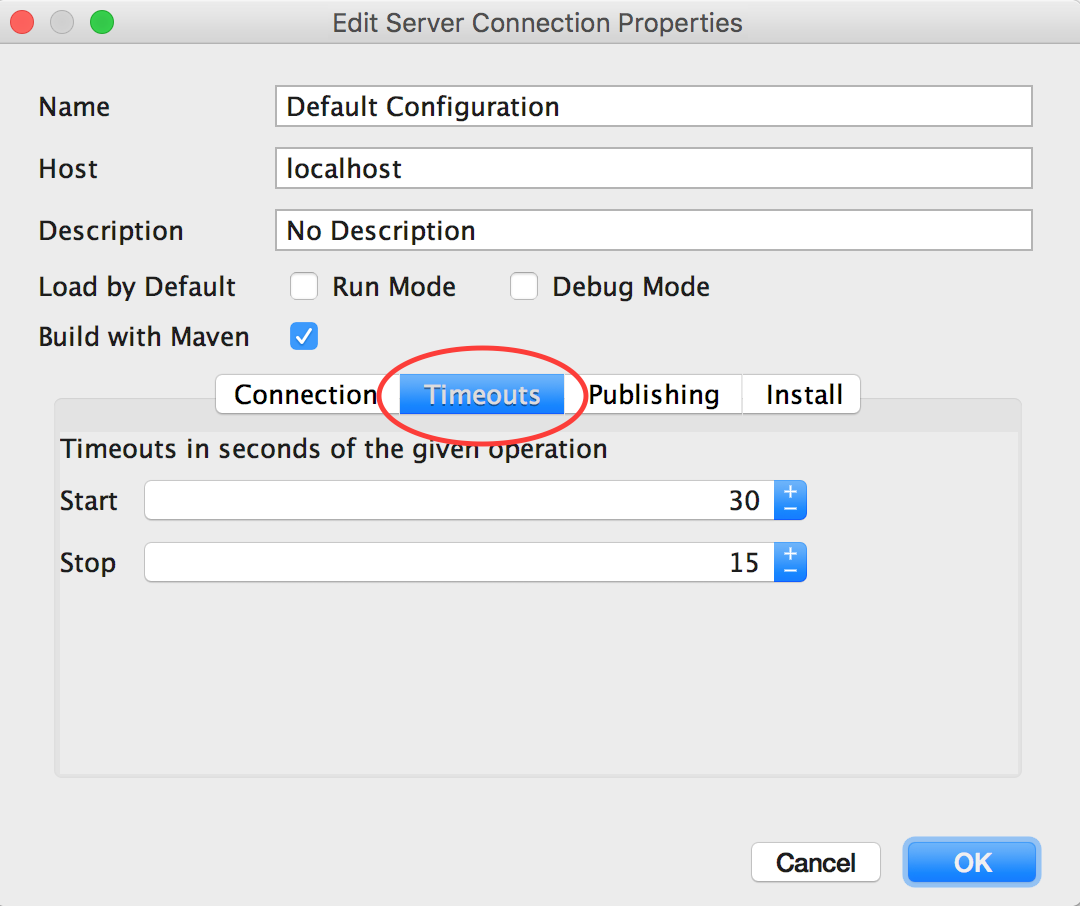 Edit Server Connection Properties
Name Default Configuration
Host localhost
Description No Description
Load by Default Run Mode Debug Mode
Build with Maven
Connection Timeouts Publishing Install
Timeouts in seconds of the given operation
Start 30
Stop 15
Cancel OK